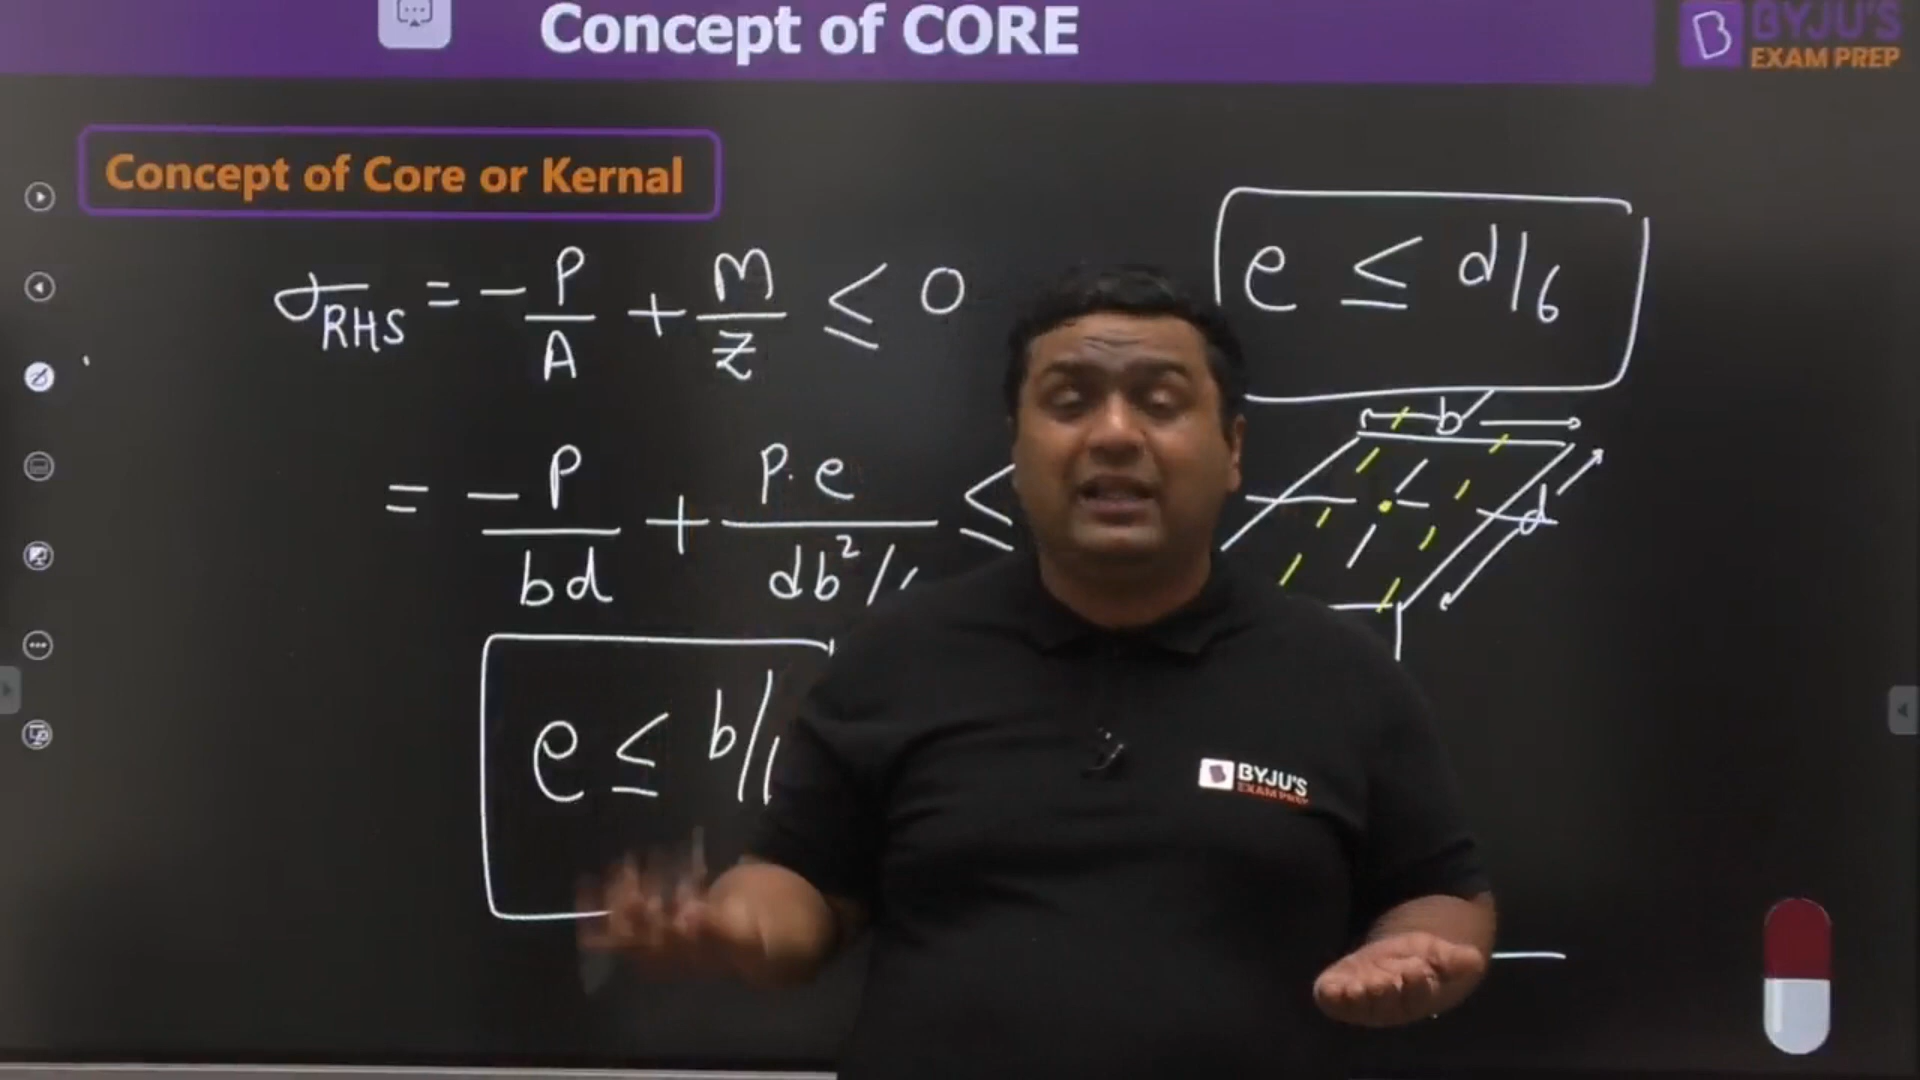 Concept of CORE
BYJU'S
EXAM PREP
Concept of Core or Kernal
σRHS = - P/A + M/Z ≤ 0
e ≤ d/6
b
d
= - P/bd + P.e/db²/ ≤
e ≤ b/
BYJU'S
EXAM PREP